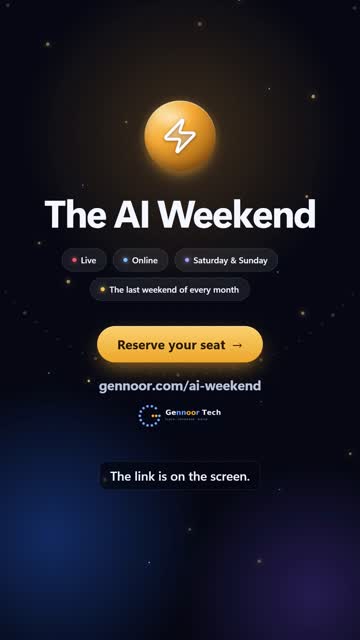 The AI Weekend
Live
Online
Saturday & Sunday
The last weekend of every month
Reserve your seat →
gennoor.com/ai-weekend
Gennoor Tech
The link is on the screen.